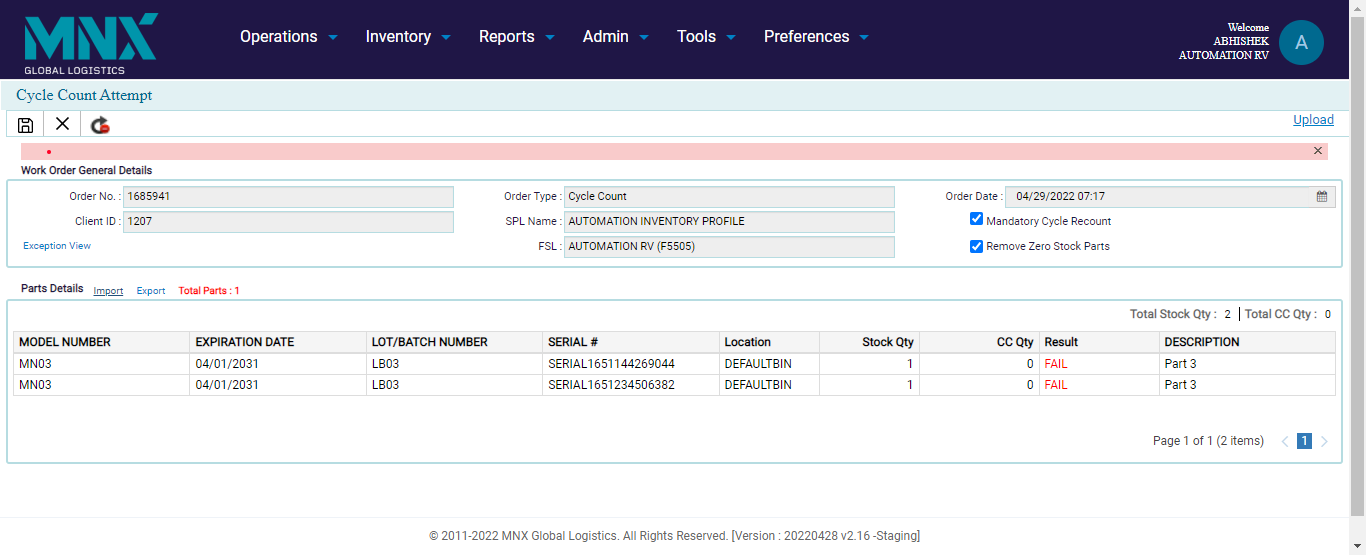 MNX
GLOBAL LOGISTICS
Operations Inventory Reports Admin Tools Preferences
Welcome
ABHISHEK
AUTOMATION RV
A
Cycle Count Attempt
Upload
Work Order General Details
Order No. : 1685941 Order Type : Cycle Count Order Date : 04/29/2022 07:17
Client ID : 1207 SPL Name : AUTOMATION INVENTORY PROFILE Mandatory Cycle Recount
Exception View FSL : AUTOMATION RV (F5505) Remove Zero Stock Parts
Parts Details Import Export Total Parts : 1
Total Stock Qty : 2 Total CC Qty : 0
MODEL NUMBER EXPIRATION DATE LOT/BATCH NUMBER SERIAL # Location Stock Qty CC Qty Result DESCRIPTION
MN03 04/01/2031 LB03 SERIAL1651144269044 DEFAULTBIN 1 0 FAIL Part 3
MN03 04/01/2031 LB03 SERIAL1651234506382 DEFAULTBIN 1 0 FAIL Part 3
Page 1 of 1 (2 items) 1
© 2011-2022 MNX Global Logistics. All Rights Reserved. [Version : 20220428 v2.16 -Staging]